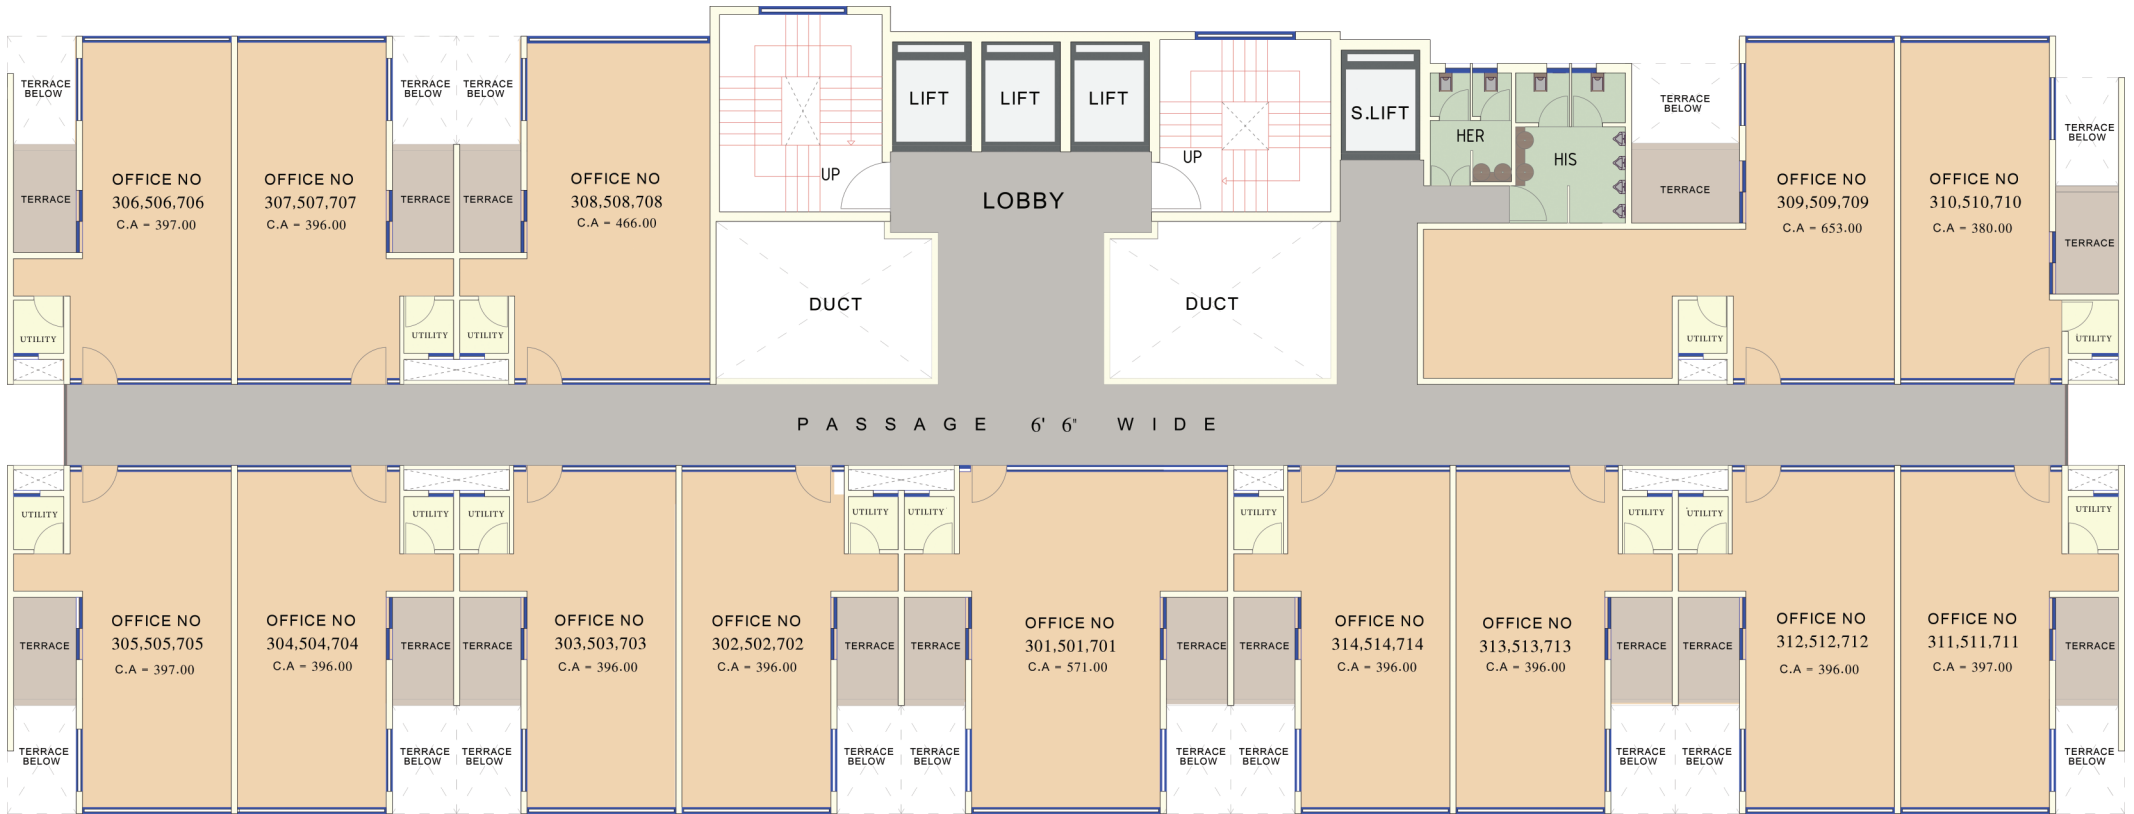 TERRACE
BELOW
TERRACE
OFFICE NO
306,506,706
C.A = 397.00
UTILITY
OFFICE NO
307,507,707
C.A = 396.00
TERRACE
BELOW
TERRACE
UTILITY
TERRACE
BELOW
TERRACE
UTILITY
OFFICE NO
308,508,708
C.A = 466.00
UP
LIFT
LIFT
LIFT
LOBBY
UP
S.LIFT
HER
HIS
DUCT
DUCT
TERRACE
BELOW
TERRACE
UTILITY
OFFICE NO
309,509,709
C.A = 653.00
OFFICE NO
310,510,710
C.A = 380.00
TERRACE
BELOW
TERRACE
UTILITY
PASSAGE 6' 6" WIDE
UTILITY
TERRACE
TERRACE
BELOW
OFFICE NO
305,505,705
C.A = 397.00
OFFICE NO
304,504,704
C.A = 396.00
UTILITY
TERRACE
TERRACE
BELOW
UTILITY
TERRACE
TERRACE
BELOW
OFFICE NO
303,503,703
C.A = 396.00
OFFICE NO
302,502,702
C.A = 396.00
UTILITY
TERRACE
TERRACE
BELOW
UTILITY
TERRACE
TERRACE
BELOW
OFFICE NO
301,501,701
C.A = 571.00
TERRACE
TERRACE
BELOW
UTILITY
TERRACE
TERRACE
BELOW
OFFICE NO
314,514,714
C.A = 396.00
OFFICE NO
313,513,713
C.A = 396.00
UTILITY
TERRACE
TERRACE
BELOW
UTILITY
TERRACE
TERRACE
BELOW
OFFICE NO
312,512,712
C.A = 396.00
OFFICE NO
311,511,711
C.A = 397.00
UTILITY
TERRACE
TERRACE
BELOW